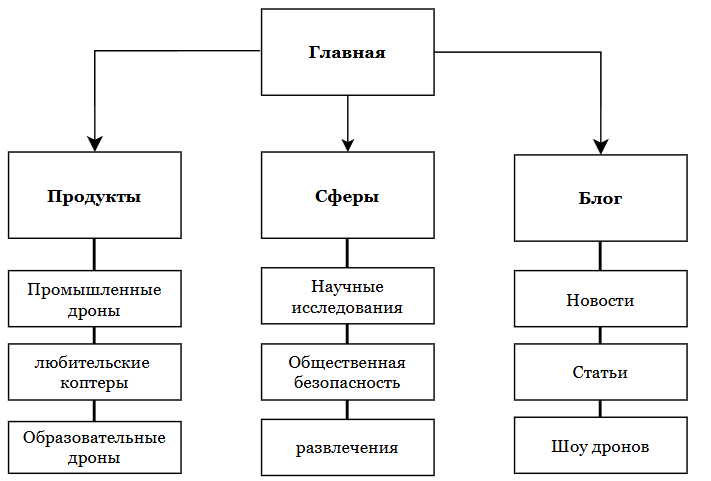 Главная
Продукты
Сферы
Блог
Промышленные
дроны
любительские
коптеры
Образовательные
дроны
Научные
исследования
Общественная
безопасность
развлечения
Новости
Статьи
Шоу дронов